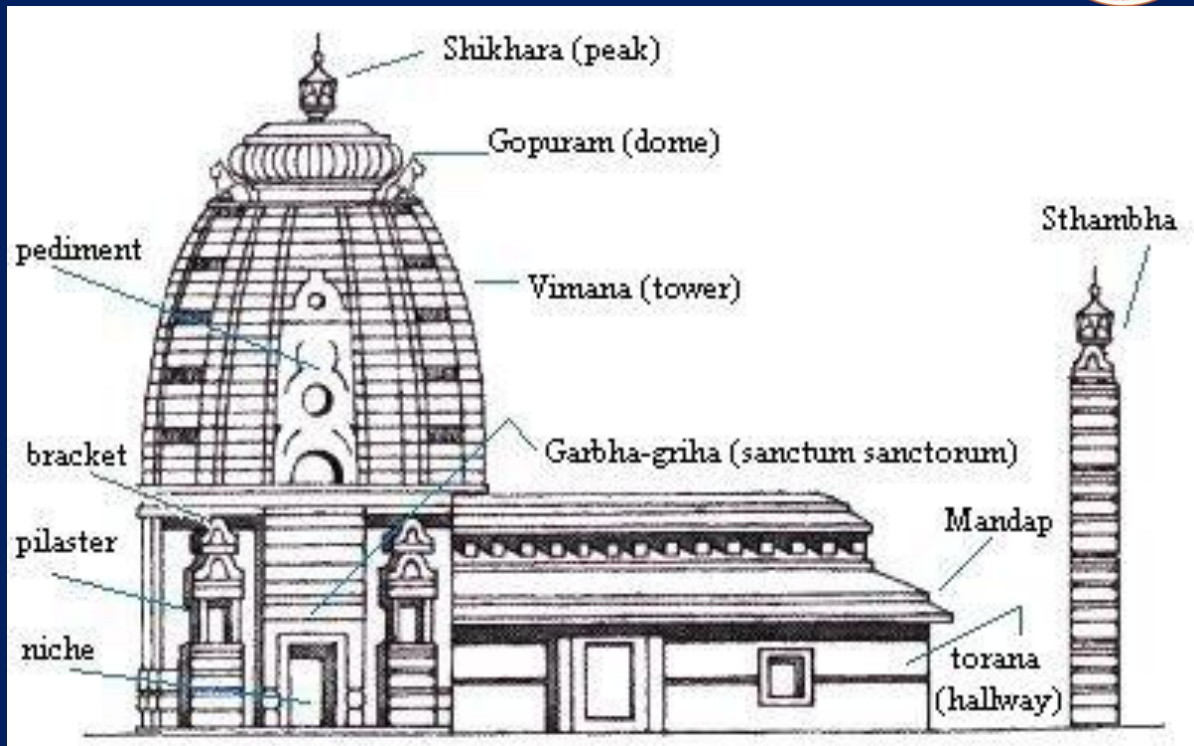 Shikhara (peak)
Gopuram (dome)
Sthambha
pediment
Vimana (tower)
bracket
Garbha-griha (sanctum sanctorum)
Mandap
pilaster
niche
torana
(hallway)